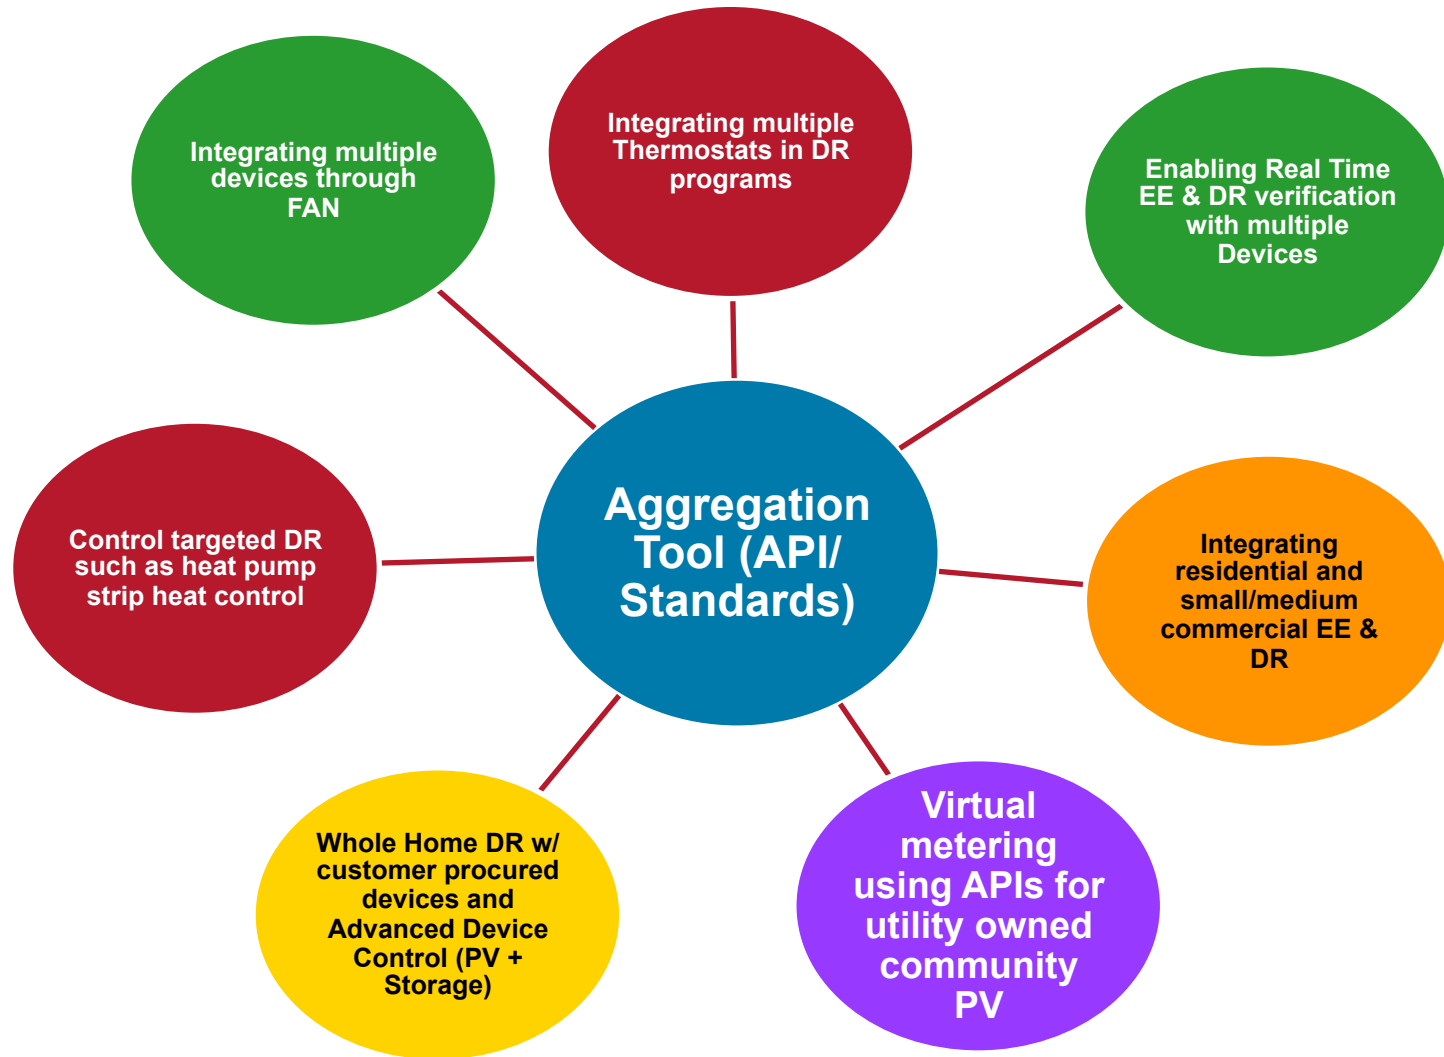 Integrating multiple
devices through
FAN
Integrating multiple
Thermostats in DR
programs
Enabling Real Time
EE & DR verification
with multiple
Devices
Control targeted DR
such as heat pump
strip heat control
Aggregation
Tool (API/
Standards)
Integrating
residential and
small/medium
commercial EE &
DR
Whole Home DR w/
customer procured
devices and
Advanced Device
Control (PV +
Storage)
Virtual
metering
using APIs for
utility owned
community
PV